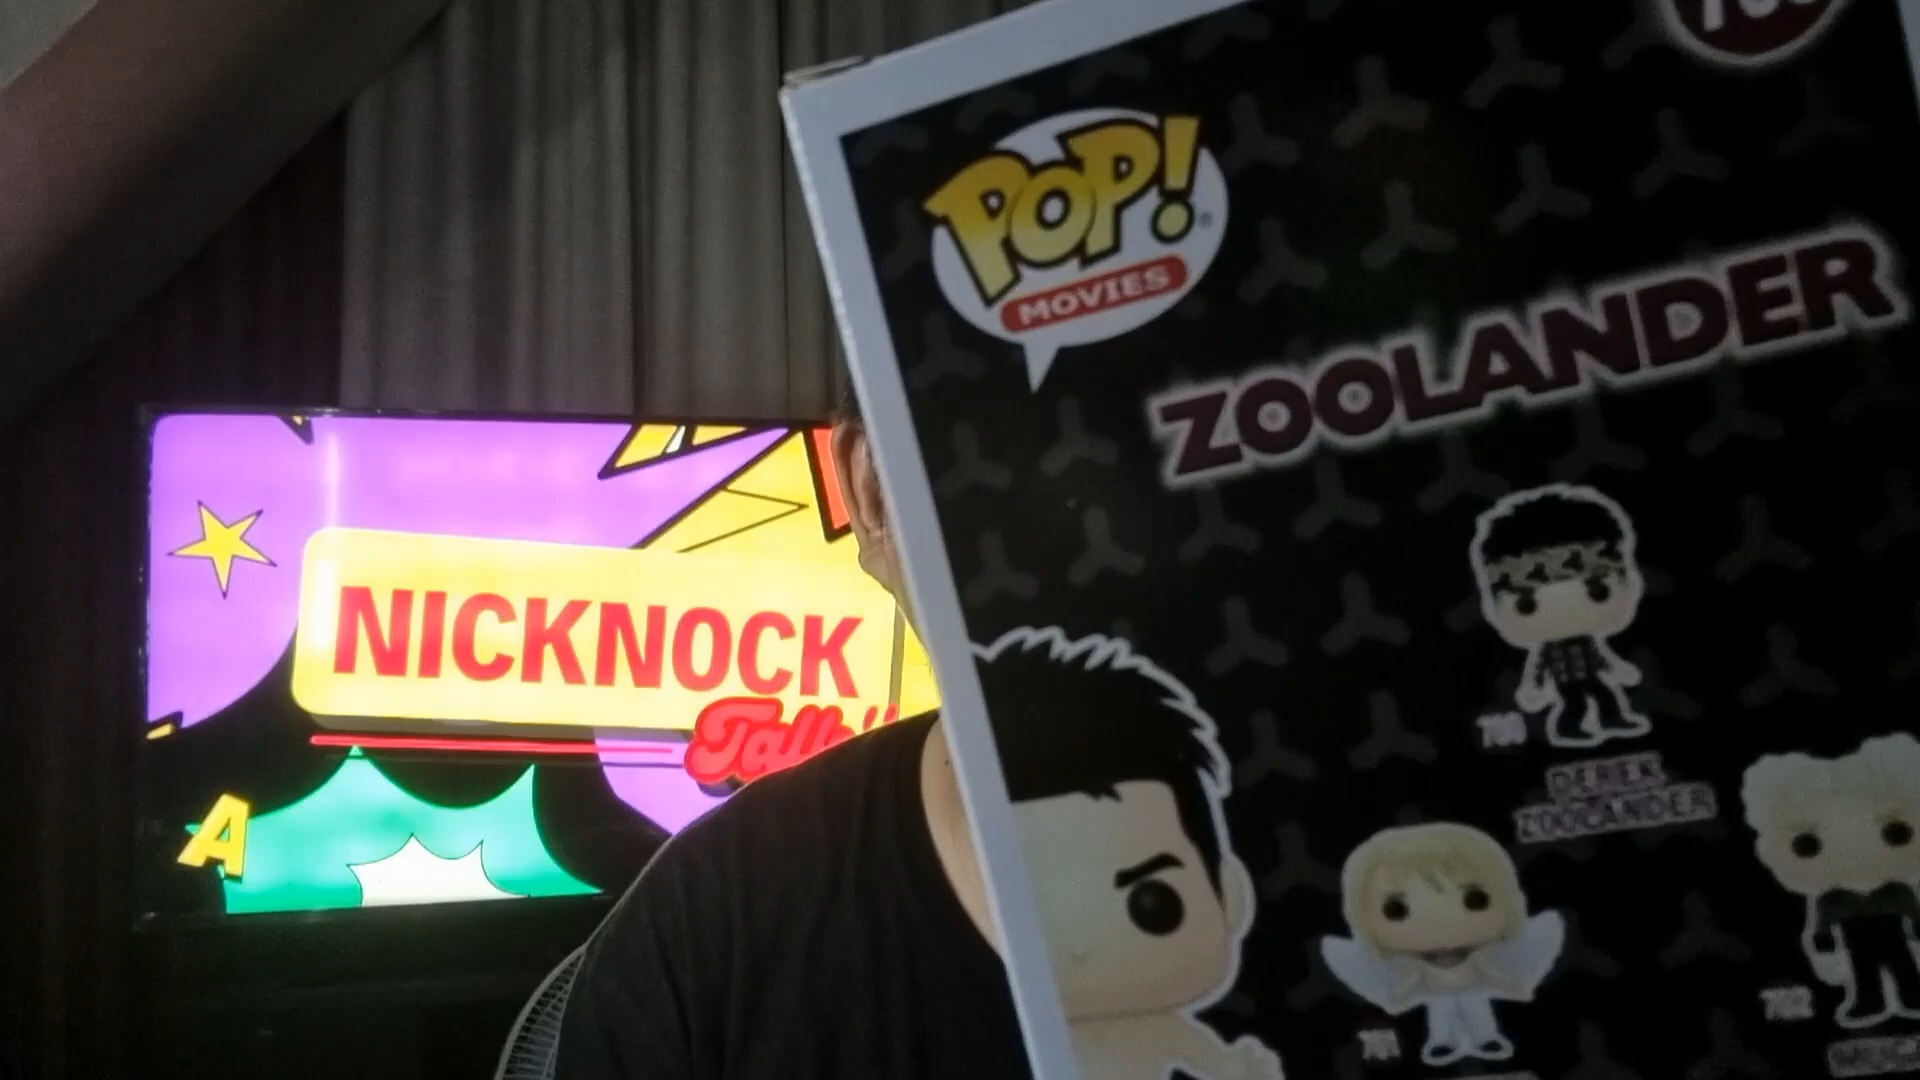 POP!
MOVIES
ZOOLANDER
NICKNOCK
A
700
DEREK
ZOOLANDER
701
702